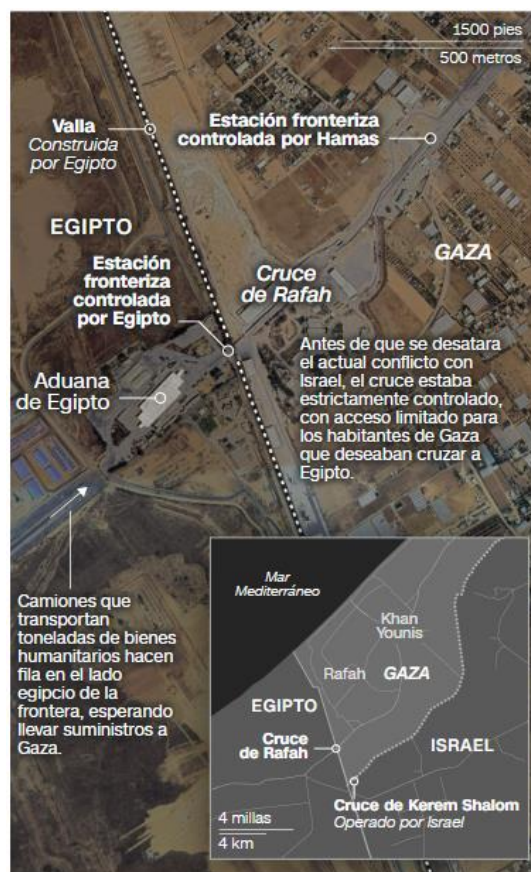 1500 pies
500 metros
Valla
Construida
por Egipto
Estación fronteriza
controlada por Hamas
EGIPTO
GAZA
Estación
fronteriza
controlada
por Egipto
Cruce
de Rafah
Aduana
de Egipto
Antes de que se desatara
el actual conflicto con
Israel, el cruce estaba
estrictamente controlado,
con acceso limitado para
los habitantes de Gaza
que deseaban cruzar a
Egipto.
Camiones que
transportan
toneladas de bienes
humanitarios hacen
fila en el lado
egipcio de la
frontera, esperando
llevar suministros a
Gaza.
Mar
Mediterráneo
Khan
Younis
Rafah
GAZA
EGIPTO
Cruce
de Rafah
ISRAEL
Cruce de Kerem Shalom
Operado por Israel
4 millas
4 km